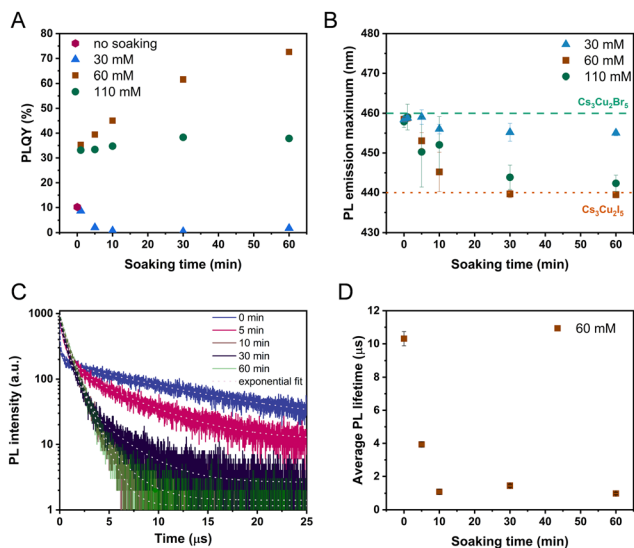 A
no soaking
30 mM
60 mM
110 mM
PLQY (%)
80
70
60
50
40
30
20
10
0
0 10 20 30 40 50 60
Soaking time (min)
B
30 mM
60 mM
110 mM
Cs₃Cu₂Br₅
Cs₃Cu₂I₅
PL emission maximum (nm)
480
470
460
450
440
430
0 10 20 30 40 50 60
Soaking time (min)
C
0 min
5 min
10 min
30 min
60 min
exponential fit
PL intensity (a.u.)
1000
100
10
1
0 5 10 15 20 25
Time (μs)
D
60 mM
Average PL lifetime (μs)
12
10
8
6
4
2
0
0 10 20 30 40 50 60
Soaking time (min)